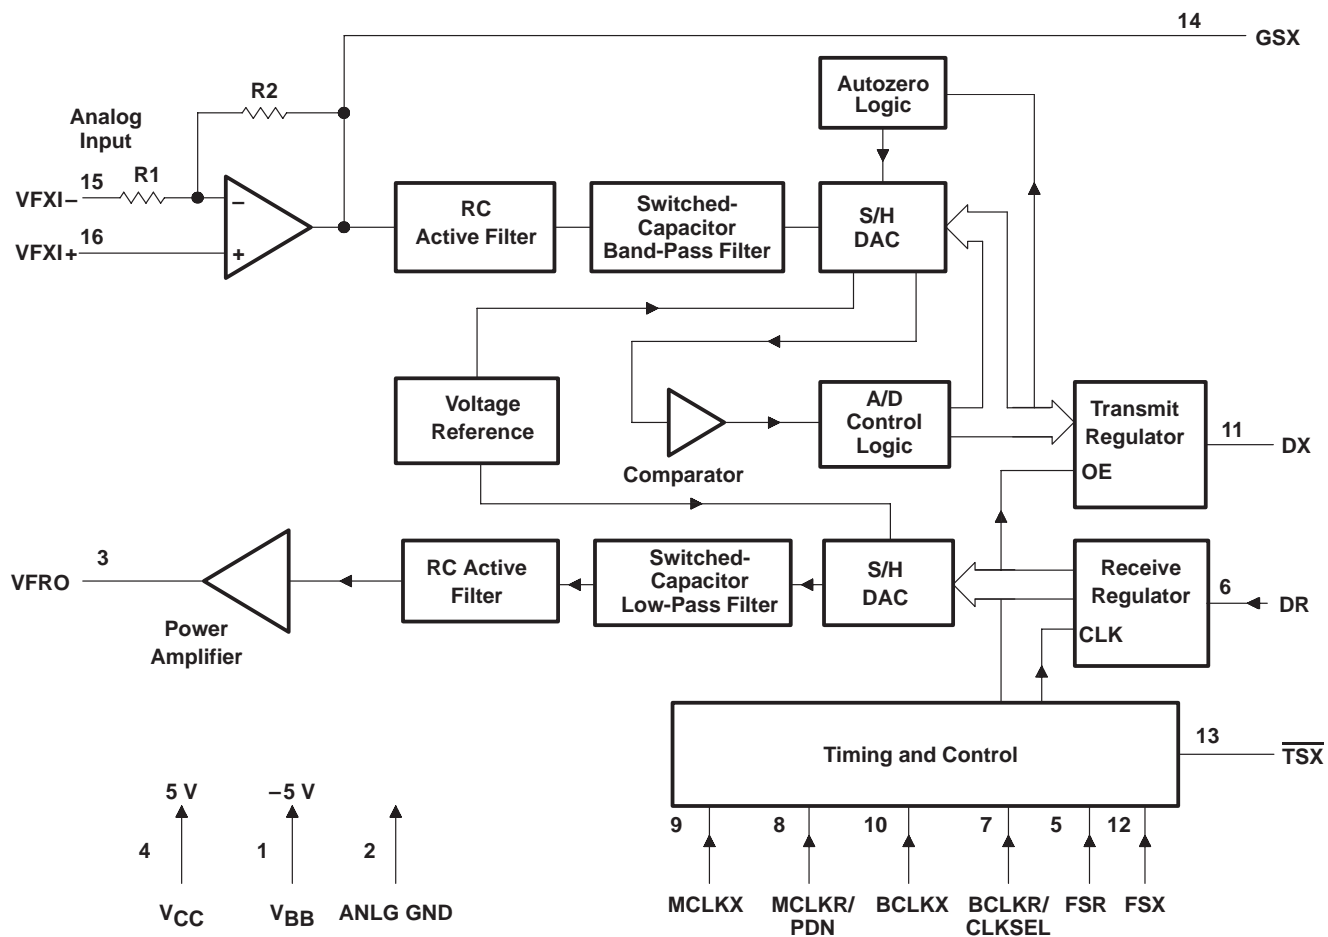 14
GSX
R2
Autozero
Logic
Analog
Input
15
R1
VFXI−
−
16
VFXI+
+
RC
Active Filter
Switched-
Capacitor
Band-Pass Filter
S/H
DAC
Voltage
Reference
Comparator
A/D
Control
Logic
Transmit
Regulator
OE
11
DX
3
VFRO
Power
Amplifier
RC Active
Filter
Switched-
Capacitor
Low-Pass Filter
S/H
DAC
Receive
Regulator
CLK
6
DR
Timing and Control
13
TSX
5 V
−5 V
4
1
2
VCC
VBB
ANLG GND
9
8
10
7
5
12
MCLKX
MCLKR/
PDN
BCLKX
BCLKR/
CLKSEL
FSR
FSX